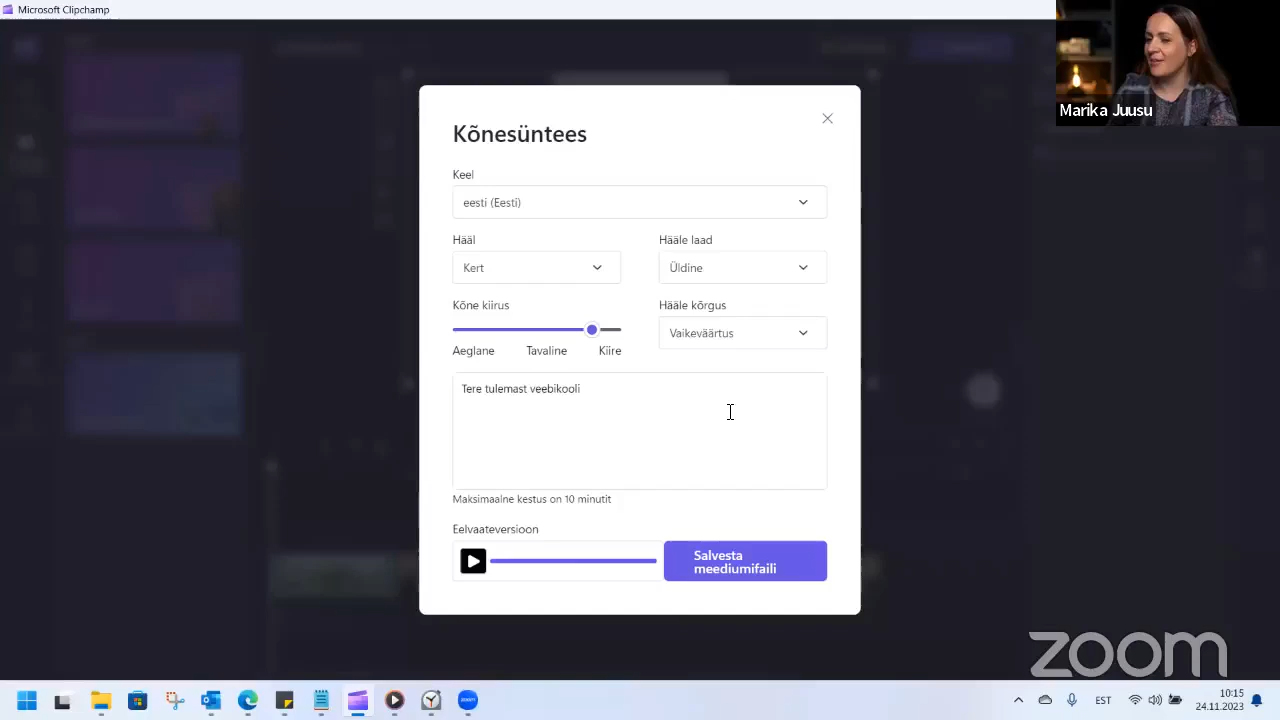 Microsoft Clipchamp
Marika Juusu
Kõnesüntees
Keel
eesti (Eesti)
Hääl
Hääle laad
Kert
Üldine
Kõne kiirus
Hääle kõrgus
Vaikeväärtus
Aeglane
Tavaline
Kiire
Tere tulemast veebikooli
Maksimaalne kestus on 10 minutit
Eelvaateversioon
Salvesta
meediumifaili
zoom
EST
10:15
24.11.2023